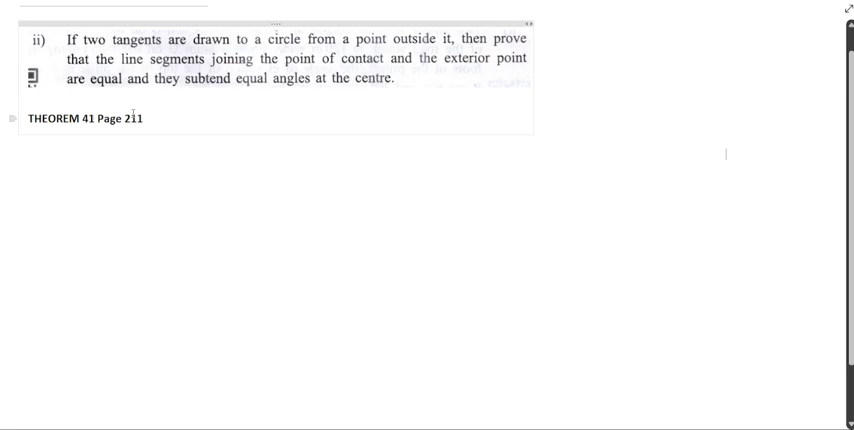 ii) If two tangents are drawn to a circle from a point outside it, then prove
that the line segments joining the point of contact and the exterior point
are equal and they subtend equal angles at the centre.
THEOREM 41 Page 211